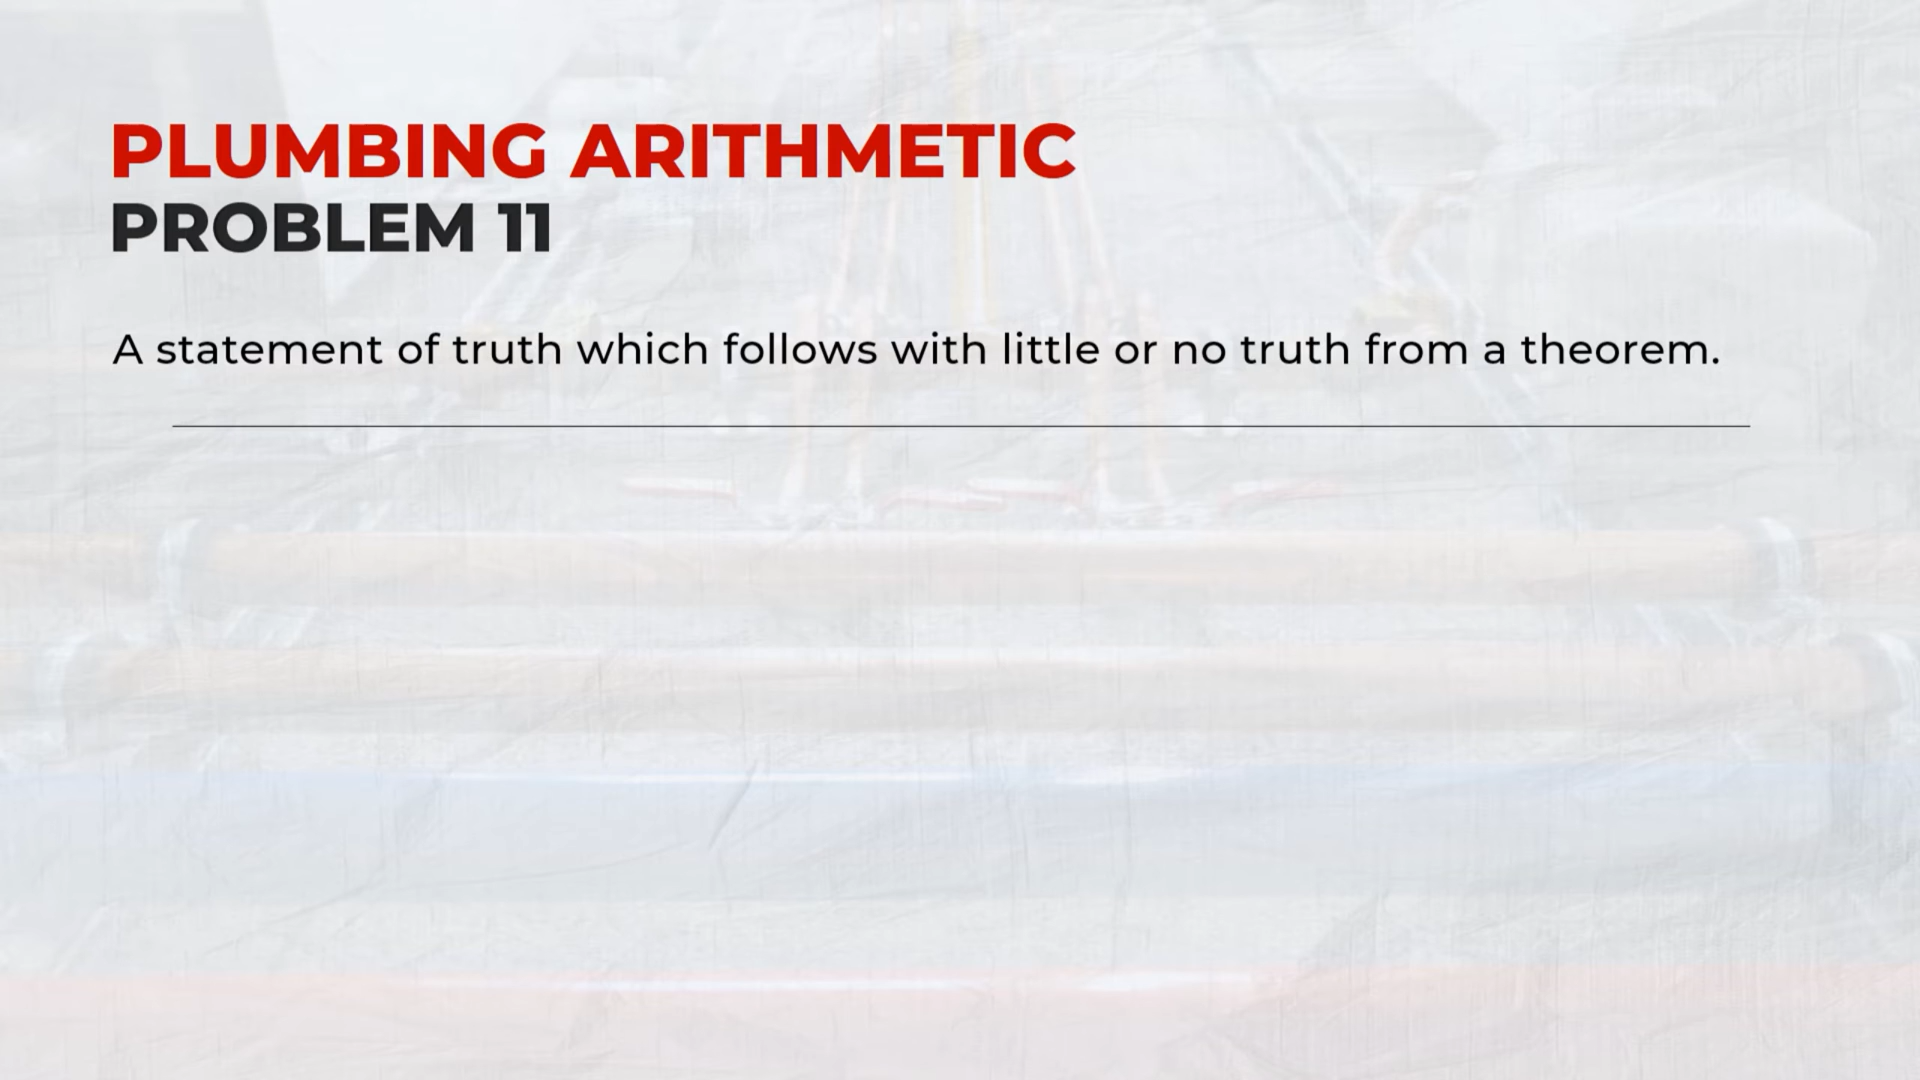 PLUMBING ARITHMETIC
PROBLEM 11
A statement of truth which follows with little or no truth from a theorem.